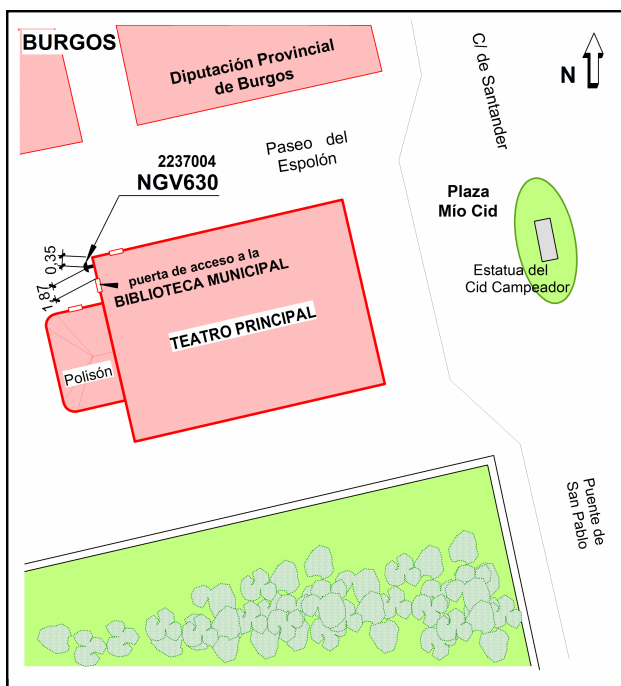 BURGOS
Diputación Provincial
de Burgos
C/ de Santander
N
Paseo del
Espolón
2237004
NGV630
Plaza
Mío Cid
0,35
1,87
puerta de acceso a la
BIBLIOTECA MUNICIPAL
Estatua del
Cid Campeador
TEATRO PRINCIPAL
Polisón
Puente de
San Pablo